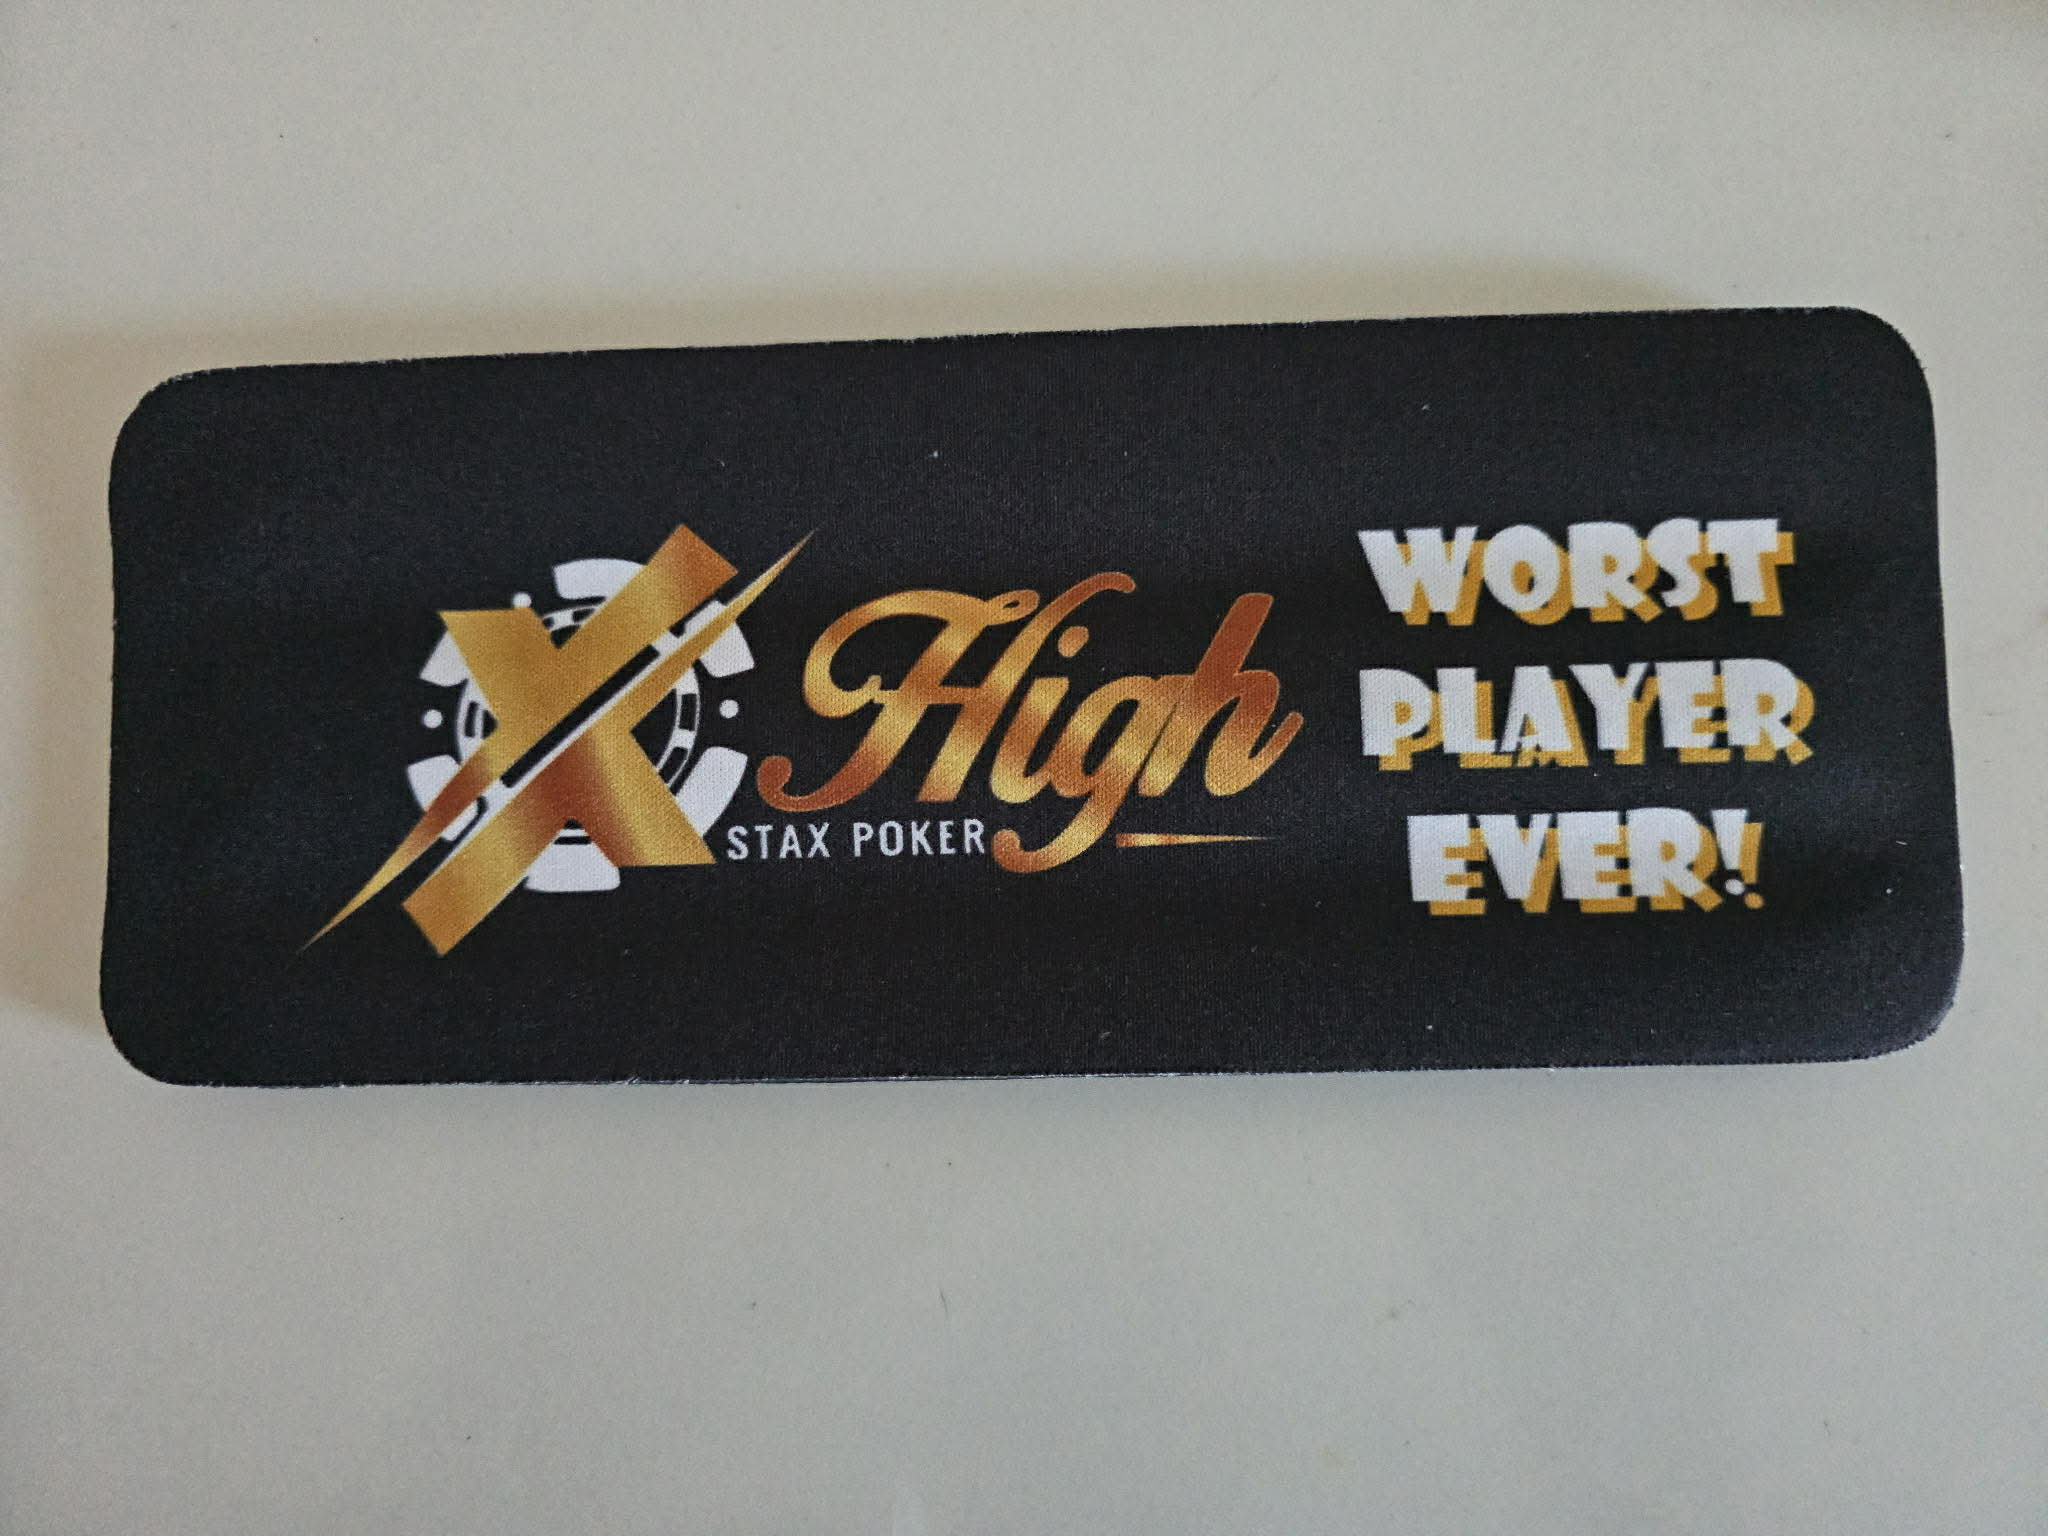 X High
STAX POKER
WORST
PLAYER
EVER!